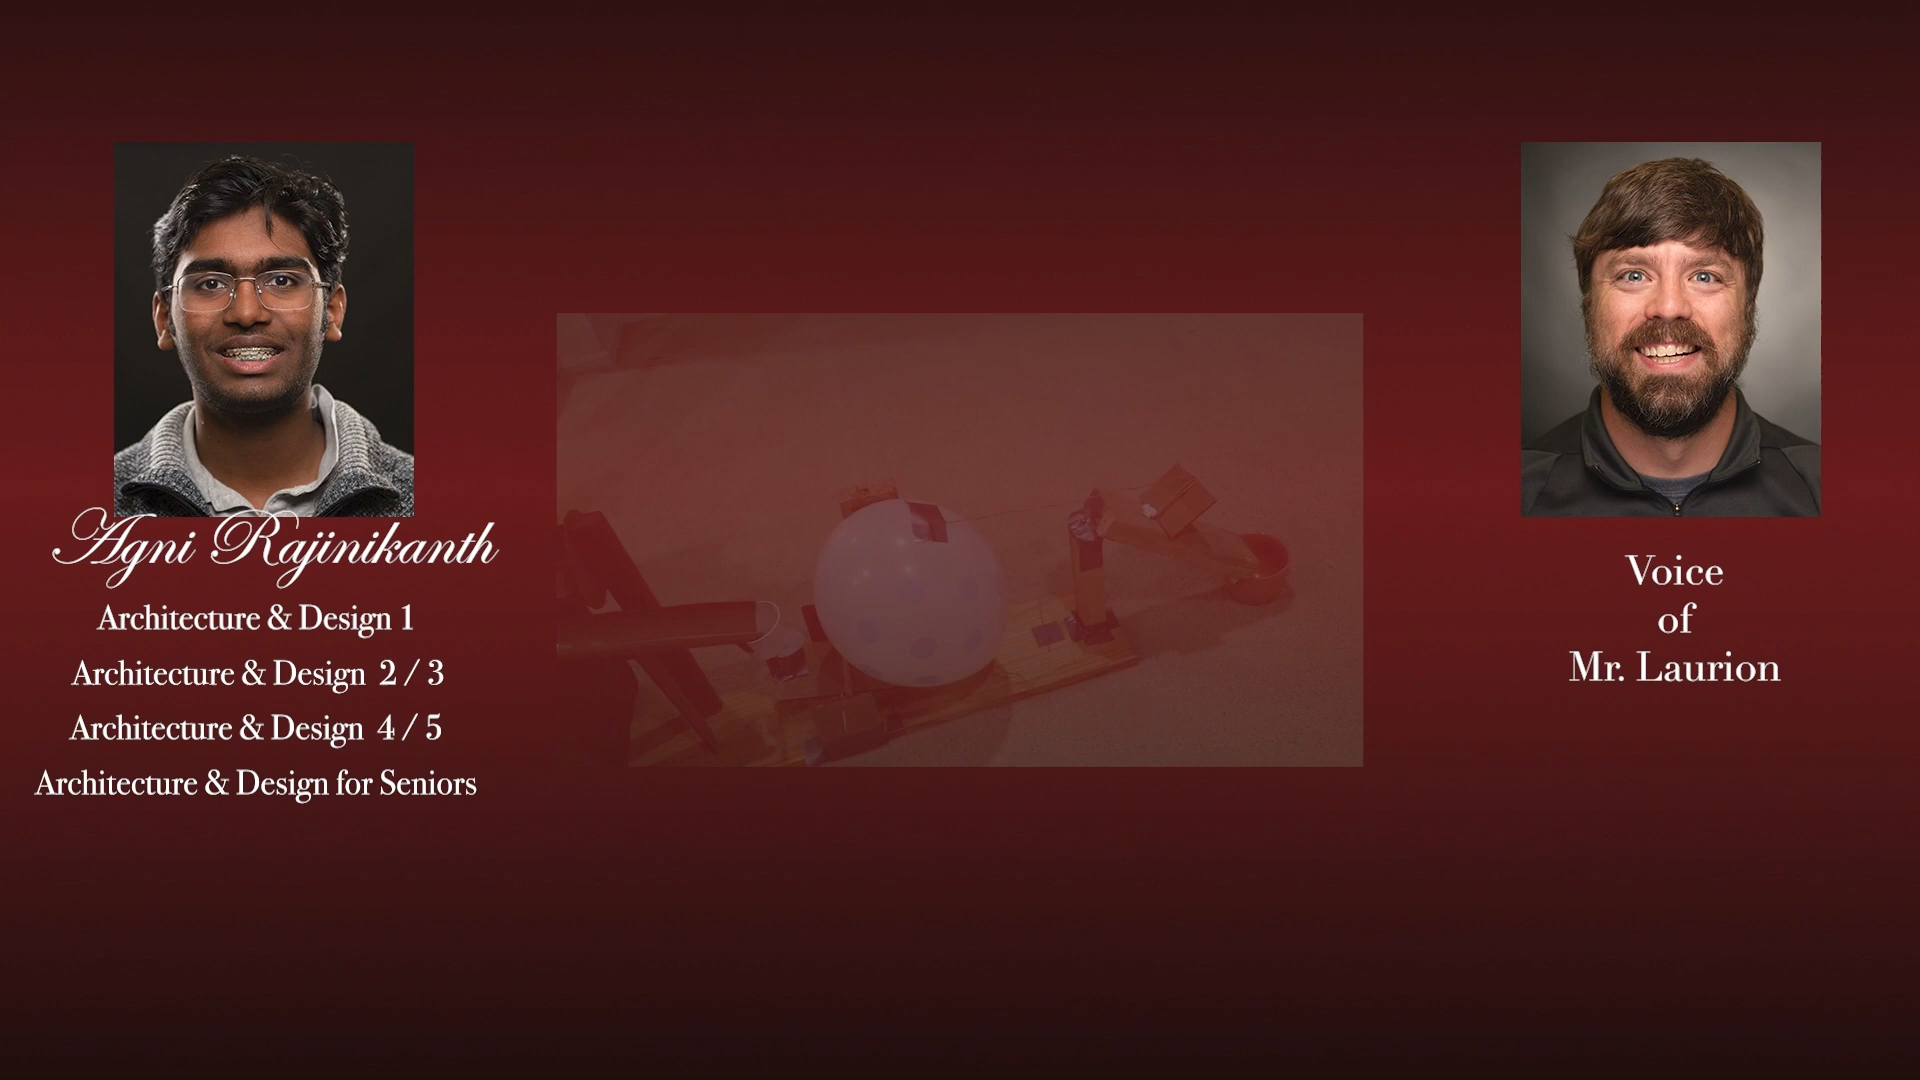 Agni Rajinikanth
Architecture & Design 1
Architecture & Design 2 / 3
Architecture & Design 4 / 5
Architecture & Design for Seniors
Voice
of
Mr. Laurion